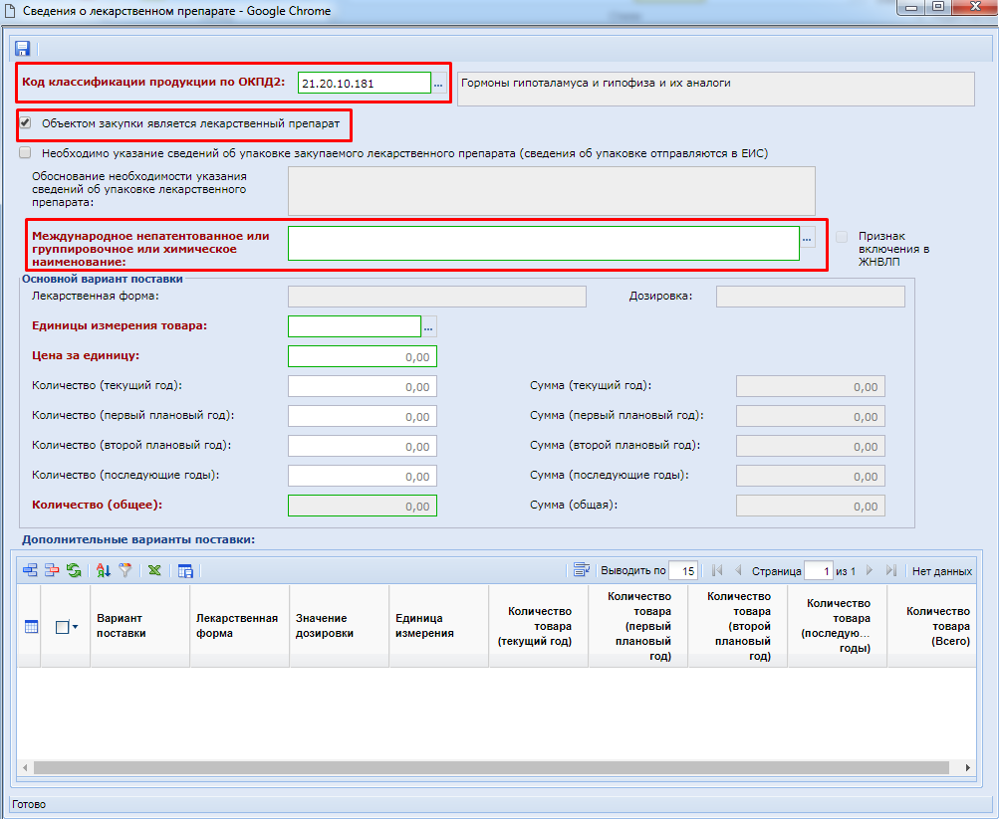 Сведения о лекарственном препарате - Google Chrome
Код классификации продукции по ОКПД2: 21.20.10.181 ... Гормоны гипоталамуса и гипофиза и их аналоги
Объектом закупки является лекарственный препарат
Необходимо указание сведений об упаковке закупаемого лекарственного препарата (сведения об упаковке отправляются в ЕИС)
Обоснование необходимости указания
сведений об упаковке лекарственного
препарата:
Международное непатентованное или
группировочное или химическое
наименование:
...
Признак
включения в
ЖНВЛП
Основной вариант поставки
Лекарственная форма: Дозировка:
Единицы измерения товара: ...
Цена за единицу: 0,00
Количество (текущий год): 0,00 Сумма (текущий год): 0,00
Количество (первый плановый год): 0,00 Сумма (первый плановый год): 0,00
Количество (второй плановый год): 0,00 Сумма (второй плановый год): 0,00
Количество (последующие годы): 0,00 Сумма (последующие годы): 0,00
Количество (общее): 0,00 Сумма (общая): 0,00
Дополнительные варианты поставки:
Выводить по 15 Страница 1 из 1 Нет данных
Вариант
поставки
Лекарственная
форма
Значение
дозировки
Единица
измерения
Количество
товара
(текущий год)
Количество
товара
(первый
плановый
год)
Количество
товара
(второй
плановый
год)
Количество
товара
(последую...
годы)
Количество
товара
(Всего)
Готово